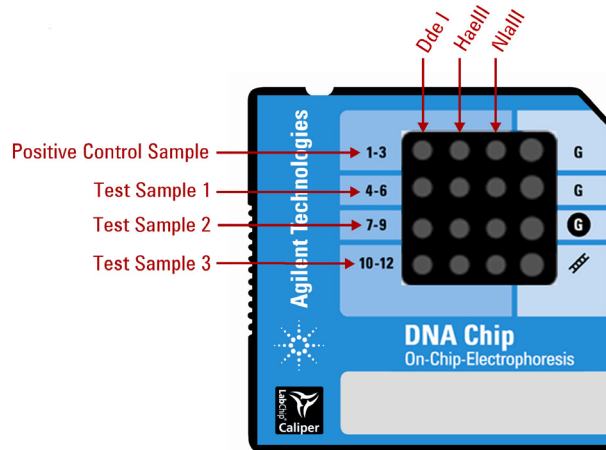 Dde I
HaeIII
NlaIII
Positive Control Sample
1-3
G
Test Sample 1
4-6
G
Test Sample 2
7-9
G
Test Sample 3
10-12
Agilent Technologies
DNA Chip
On-Chip-Electrophoresis
LabChip
Caliper